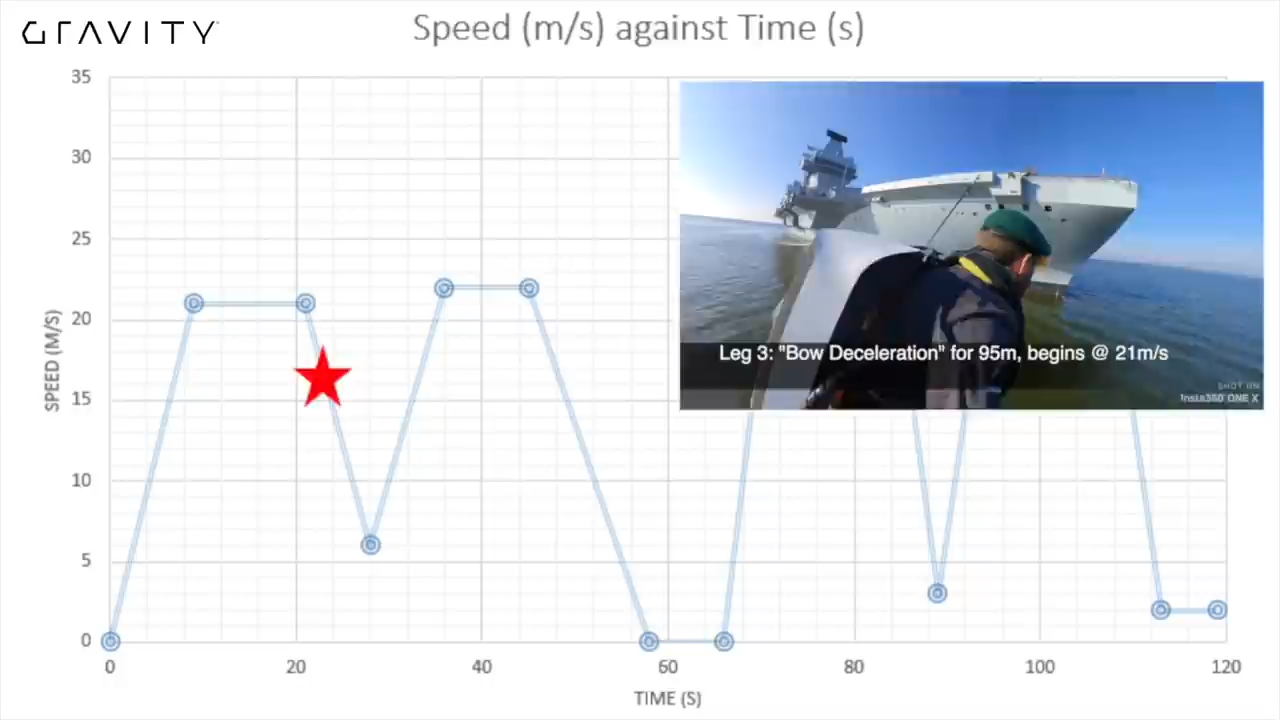 GRAVITY
Speed (m/s) against Time (s)
35
30
25
20
15
10
5
0
SPEED (M/S)
0 20 40 60 80 100 120
TIME (S)
Leg 3: "Bow Deceleration" for 95m, begins @ 21m/s
SHOT ON
Insta360 ONE X